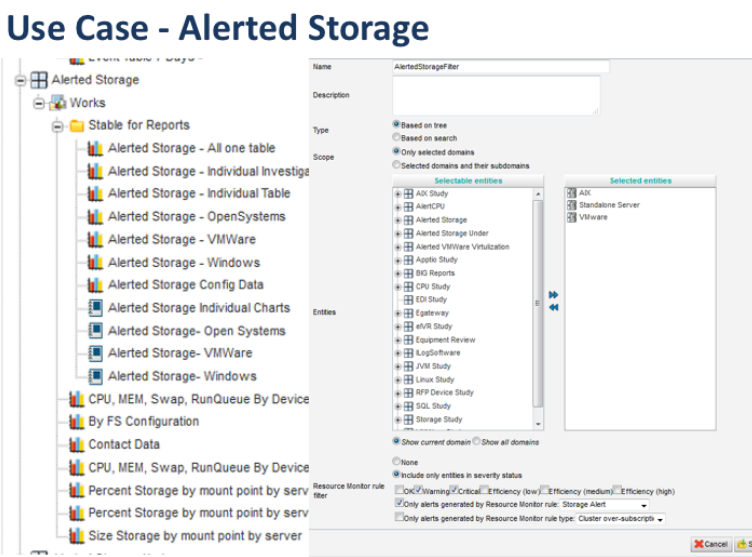 Use Case - Alerted Storage
Event Table 7 Days -
Alerted Storage
Works
Stable for Reports
Alerted Storage - All one table
Alerted Storage - Individual Investiga
Alerted Storage - Individual Table
Alerted Storage - OpenSystems
Alerted Storage - VMWare
Alerted Storage - Windows
Alerted Storage Config Data
Alerted Storage Individual Charts
Alerted Storage- Open Systems
Alerted Storage- VMWare
Alerted Storage- Windows
CPU, MEM, Swap, RunQueue By Device
By FS Configuration
Contact Data
CPU, MEM, Swap, RunQueue By Device
Percent Storage by mount point by serv
Percent Storage by mount point by serv
Size Storage by mount point by server
Name
AlertedStorageFilter
Description
Type
Based on tree
Based on search
Scope
Only selected domains
Selected domains and their subdomains
Entities
Selectable entities
AIX Study
AlertCPU
Alerted Storage
Alerted Storage Under
Alerted VMWare Virtulization
Apptio Study
BIG Reports
CPU Study
EDI Study
Egateway
eIVR Study
Equipment Review
ILogSoftware
JVM Study
Linux Study
RFP Device Study
SQL Study
Storage Study
Selected entities
AIX
Standalone Server
VMware
Show current domain Show all domains
Resource Monitor rule
filter
None
Include only entities in severity status
OK Warning Critical Efficiency (low) Efficiency (medium) Efficiency (high)
Only alerts generated by Resource Monitor rule: Storage Alert
Only alerts generated by Resource Monitor rule type: Cluster over-subscripti
Cancel S